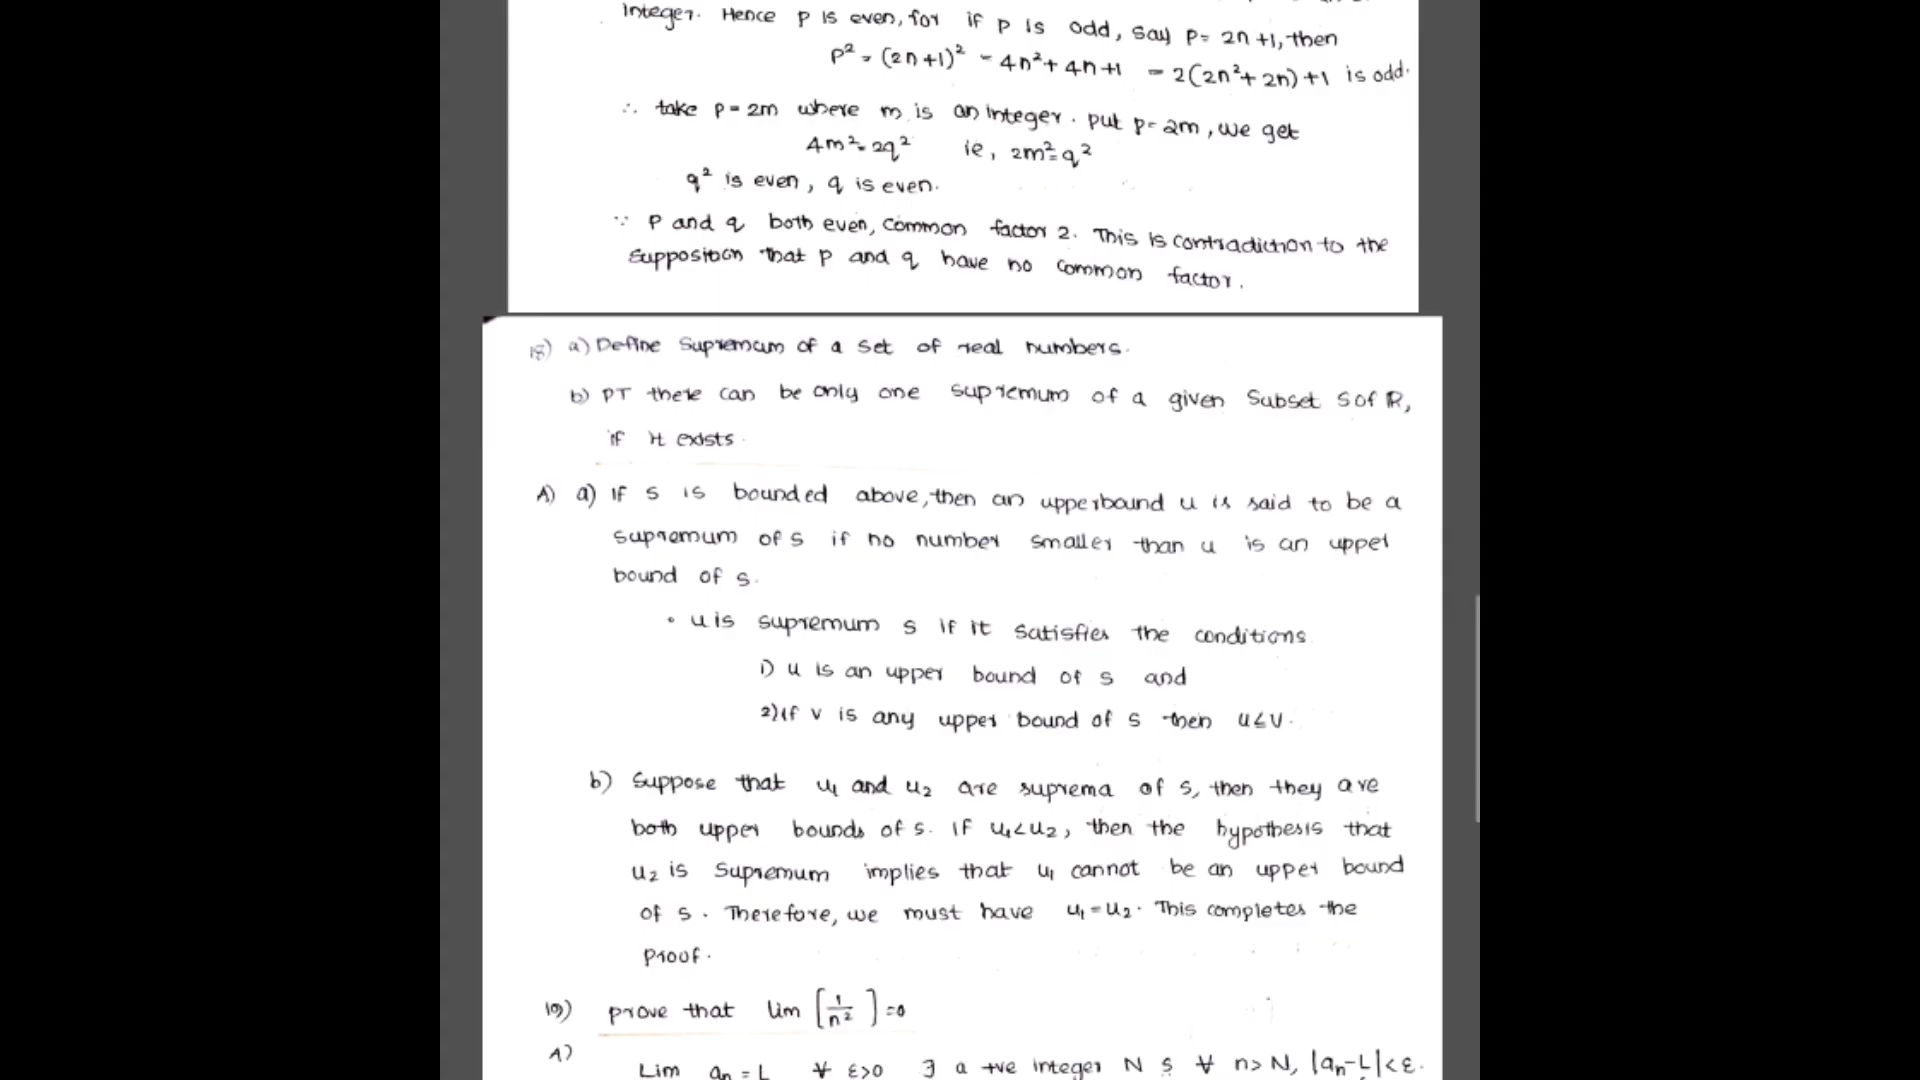 Integer. Hence p is even, for if p is odd, say p = 2n+1, then
p² = (2n+1)² = 4n²+4n+1 = 2(2n²+2n)+1 is odd.
∴ take p = 2m where m is an integer. put p = 2m, we get
4m² = 2q² ie, 2m² = q²
q² is even, q is even.
∵ p and q both even, common factor 2. This is contradiction to the
supposition that p and q have no common factor.
18) a) Define Supremum of a set of real numbers.
b) PT there can be only one supremum of a given Subset S of R,
if it exists.
A) a) If s is bounded above, then an upperbound u is said to be a
supremum of s if no number smaller than u is an upper
bound of s.
• u is supremum s if it satisfies the conditions
1) u is an upper bound of s and
2) If v is any upper bound of s then u≤v.
b) Suppose that u₁ and u₂ are suprema of s, then they are
both upper bounds of s. If u₁<u₂, then the hypothesis that
u₂ is Supremum implies that u₁ cannot be an upper bound
of s. Therefore, we must have u₁=u₂. This completes the
proof.
19) prove that lim [1/n²] =0
A)
Lim aₙ = L ∀ ε>0 ∃ a +ve integer N s ∀ n>N, |aₙ-L|<ε.